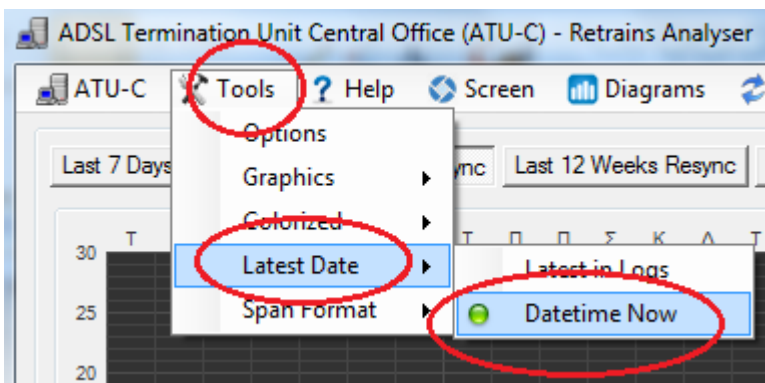 ADSL Termination Unit Central Office (ATU-C) - Retrains Analyser
ATU-C Tools ? Help Screen Diagrams
Options
Last 7 Days Last 12 Weeks Resync
Graphics
Colorized
Τ Τ Π Π Σ Κ Δ Τ
30
Latest Date Latest in Logs
25 Span Format Datetime Now
20